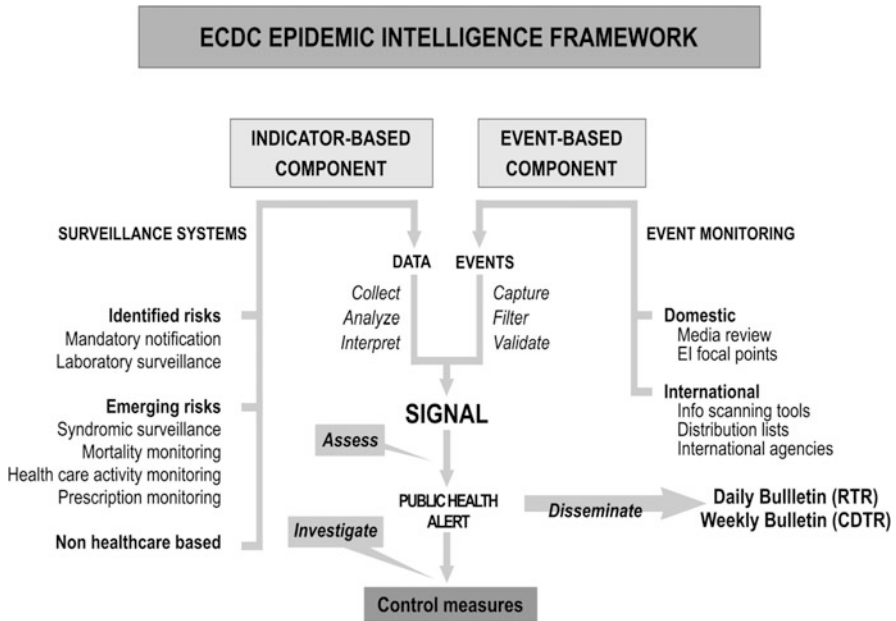 ECDC EPIDEMIC INTELLIGENCE FRAMEWORK
INDICATOR-BASED
COMPONENT
EVENT-BASED
COMPONENT
SURVEILLANCE SYSTEMS
EVENT MONITORING
DATA
EVENTS
Collect
Analyze
Interpret
Capture
Filter
Validate
Identified risks
Mandatory notification
Laboratory surveillance
Emerging risks
Syndromic surveillance
Mortality monitoring
Health care activity monitoring
Prescription monitoring
Non healthcare based
Domestic
Media review
EI focal points
International
Info scanning tools
Distribution lists
International agencies
SIGNAL
Assess
PUBLIC HEALTH
ALERT
Disseminate
Daily Bullletin (RTR)
Weekly Bulletin (CDTR)
Investigate
Control measures